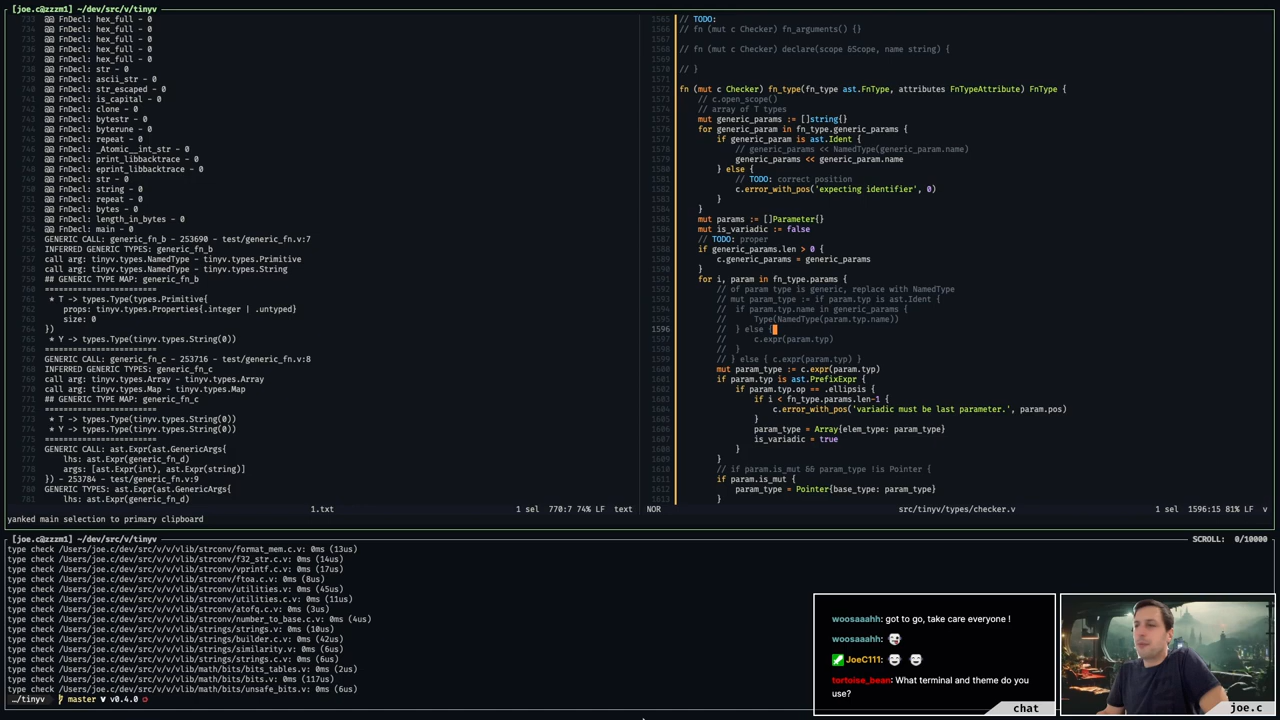 [joe.c@zzzm1] ~/dev/src/v/tinyv
733 @@ FnDecl: hex_full - 0
734 @@ FnDecl: hex_full - 0
735 @@ FnDecl: hex_full - 0
736 @@ FnDecl: hex_full - 0
737 @@ FnDecl: hex_full - 0
738 @@ FnDecl: str - 0
739 @@ FnDecl: ascii_str - 0
740 @@ FnDecl: str_escaped - 0
741 @@ FnDecl: is_capital - 0
742 @@ FnDecl: clone - 0
743 @@ FnDecl: bytestr - 0
744 @@ FnDecl: byterune - 0
745 @@ FnDecl: repeat - 0
746 @@ FnDecl: _Atomic__int_str - 0
747 @@ FnDecl: print_libbacktrace - 0
748 @@ FnDecl: eprint_libbacktrace - 0
749 @@ FnDecl: str - 0
750 @@ FnDecl: string - 0
751 @@ FnDecl: repeat - 0
752 @@ FnDecl: bytes - 0
753 @@ FnDecl: length_in_bytes - 0
754 @@ FnDecl: main - 0
755 GENERIC CALL: generic_fn_b - 253690 - test/generic_fn.v:7
756 INFERRED GENERIC TYPES: generic_fn_b
757 call arg: tinyv.types.NamedType - tinyv.types.Primitive
758 call arg: tinyv.types.NamedType - tinyv.types.String
759 ## GENERIC TYPE MAP: generic_fn_b
760 ========================
761  * T -> types.Type(types.Primitive{
762     props: tinyv.types.Properties{.integer | .untyped}
763     size: 0
764 })
765  * Y -> types.Type(types.String(0))
766 ========================
767 GENERIC CALL: generic_fn_c - 253716 - test/generic_fn.v:8
768 INFERRED GENERIC TYPES: generic_fn_c
769 call arg: tinyv.types.Array - tinyv.types.Array
770 call arg: tinyv.types.Map - tinyv.types.Map
771 ## GENERIC TYPE MAP: generic_fn_c
772 ========================
773  * T -> types.Type(types.String(0))
774  * Y -> types.Type(types.String(0))
775 ========================
776 GENERIC CALL: ast.Expr(ast.GenericArgs{
777     lhs: ast.Expr(generic_fn_d)
778     args: [ast.Expr(int), ast.Expr(string)]
779 }) - 253784 - test/generic_fn.v:9
780 GENERIC TYPES: ast.Expr(ast.GenericArgs{
781     lhs: ast.Expr(generic_fn_d)
1.txt 1 sel 770:7 74% LF text
yanked main selection to primary clipboard
1565 // TODO:
1566 // fn (mut c Checker) fn_arguments() {}
1567
1568 // fn (mut c Checker) declare(scope &Scope, name string) {
1569
1570 // }
1571
1572 fn (mut c Checker) fn_type(fn_type ast.FnType, attributes FnTypeAttribute) FnType {
1573     // c.open_scope()
1574     // array of T types
1575     mut generic_params := []string{}
1576     for generic_param in fn_type.generic_params {
1577         if generic_param is ast.Ident {
1578             // generic_params << NamedType(generic_param.name)
1579             generic_params << generic_param.name
1580         } else {
1581             // TODO: correct position
1582             c.error_with_pos('expecting identifier', 0)
1583         }
1584     }
1585     mut params := []Parameter{}
1586     mut is_variadic := false
1587     // TODO: proper
1588     if generic_params.len > 0 {
1589         c.generic_params = generic_params
1590     }
1591     for i, param in fn_type.params {
1592         // of param type is generic, replace with NamedType
1593         // mut param_type := if param.typ is ast.Ident {
1594         //  if param.typ.name in generic_params {
1595         //      Type(NamedType(param.typ.name))
1596         //  } else {
1597         //      c.expr(param.typ)
1598         //  }
1599         // } else { c.expr(param.typ) }
1600         mut param_type := c.expr(param.typ)
1601         if param.typ is ast.PrefixExpr {
1602             if param.typ.op == .ellipsis {
1603                 if i < fn_type.params.len-1 {
1604                     c.error_with_pos('variadic must be last parameter.', param.pos)
1605                 }
1606                 param_type = Array{elem_type: param_type}
1607                 is_variadic = true
1608             }
1609         }
1610         // if param.is_mut && param_type !is Pointer {
1611         if param.is_mut {
1612             param_type = Pointer{base_type: param_type}
1613         }
NOR src/tinyv/types/checker.v 1 sel 1596:15 81% LF v
[joe.c@zzzm1] ~/dev/src/v/tinyv SCROLL: 0/10000
type check /Users/joe.c/dev/src/v/v/vlib/strconv/format_mem.c.v: 0ms (13us)
type check /Users/joe.c/dev/src/v/v/vlib/strconv/f32_str.c.v: 0ms (14us)
type check /Users/joe.c/dev/src/v/v/vlib/strconv/vprintf.c.v: 0ms (17us)
type check /Users/joe.c/dev/src/v/v/vlib/strconv/ftoa.c.v: 0ms (8us)
type check /Users/joe.c/dev/src/v/v/vlib/strconv/utilities.v: 0ms (45us)
type check /Users/joe.c/dev/src/v/v/vlib/strconv/utilities.c.v: 0ms (11us)
type check /Users/joe.c/dev/src/v/v/vlib/strconv/atofq.c.v: 0ms (3us)
type check /Users/joe.c/dev/src/v/v/vlib/strconv/number_to_base.c.v: 0ms (4us)
type check /Users/joe.c/dev/src/v/v/vlib/strings/strings.v: 0ms (10us)
type check /Users/joe.c/dev/src/v/v/vlib/strings/builder.c.v: 0ms (42us)
type check /Users/joe.c/dev/src/v/v/vlib/strings/similarity.v: 0ms (6us)
type check /Users/joe.c/dev/src/v/v/vlib/strings/strings.c.v: 0ms (6us)
type check /Users/joe.c/dev/src/v/v/vlib/math/bits/bits_tables.v: 0ms (2us)
type check /Users/joe.c/dev/src/v/v/vlib/math/bits/bits.v: 0ms (117us)
type check /Users/joe.c/dev/src/v/v/vlib/math/bits/unsafe_bits.v: 0ms (6us)
…/tinyv master V v0.4.0
woosaaahh: got to go, take care everyone !
woosaaahh:
JoeC111:
tortoise_bean: What terminal and theme do you
use?
chat
joe.c